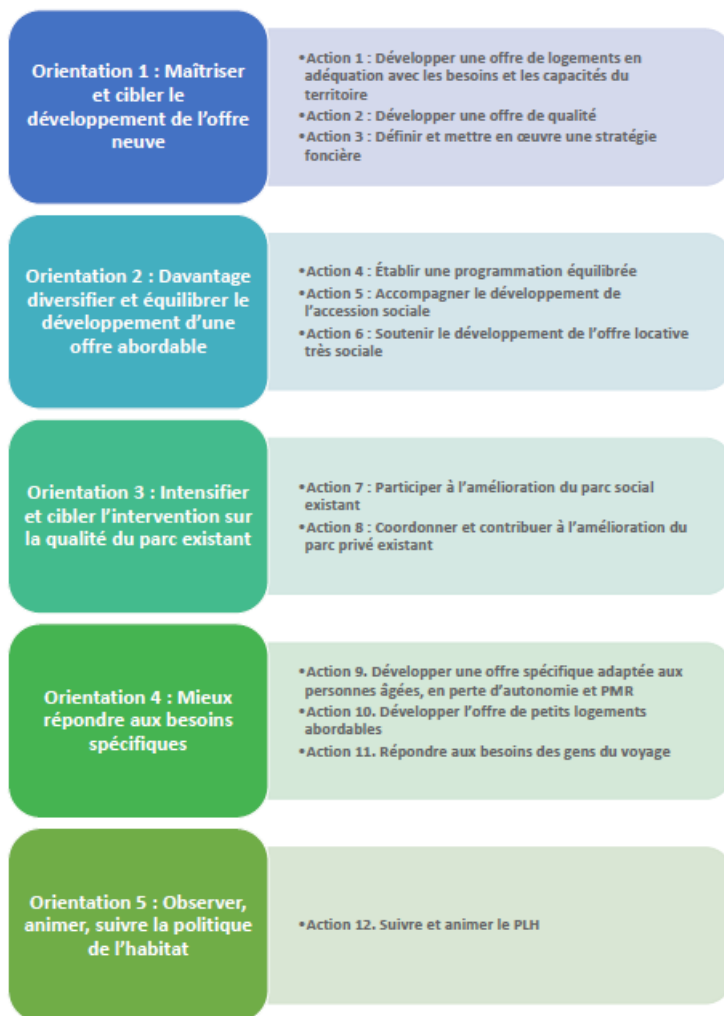 Orientation 1 : Maîtriser
et cibler le
développement de l'offre
neuve
•Action 1 : Développer une offre de logements en
adéquation avec les besoins et les capacités du
territoire
•Action 2 : Développer une offre de qualité
•Action 3 : Définir et mettre en œuvre une stratégie
foncière
Orientation 2 : Davantage
diversifier et équilibrer le
développement d'une
offre abordable
•Action 4 : Établir une programmation équilibrée
•Action 5 : Accompagner le développement de
l'accession sociale
•Action 6 : Soutenir le développement de l'offre locative
très sociale
Orientation 3 : Intensifier
et cibler l'intervention sur
la qualité du parc existant
•Action 7 : Participer à l'amélioration du parc social
existant
•Action 8 : Coordonner et contribuer à l'amélioration du
parc privé existant
Orientation 4 : Mieux
répondre aux besoins
spécifiques
•Action 9. Développer une offre spécifique adaptée aux
personnes âgées, en perte d'autonomie et PMR
•Action 10. Développer l'offre de petits logements
abordables
•Action 11. Répondre aux besoins des gens du voyage
Orientation 5 : Observer,
animer, suivre la politique
de l'habitat
•Action 12. Suivre et animer le PLH